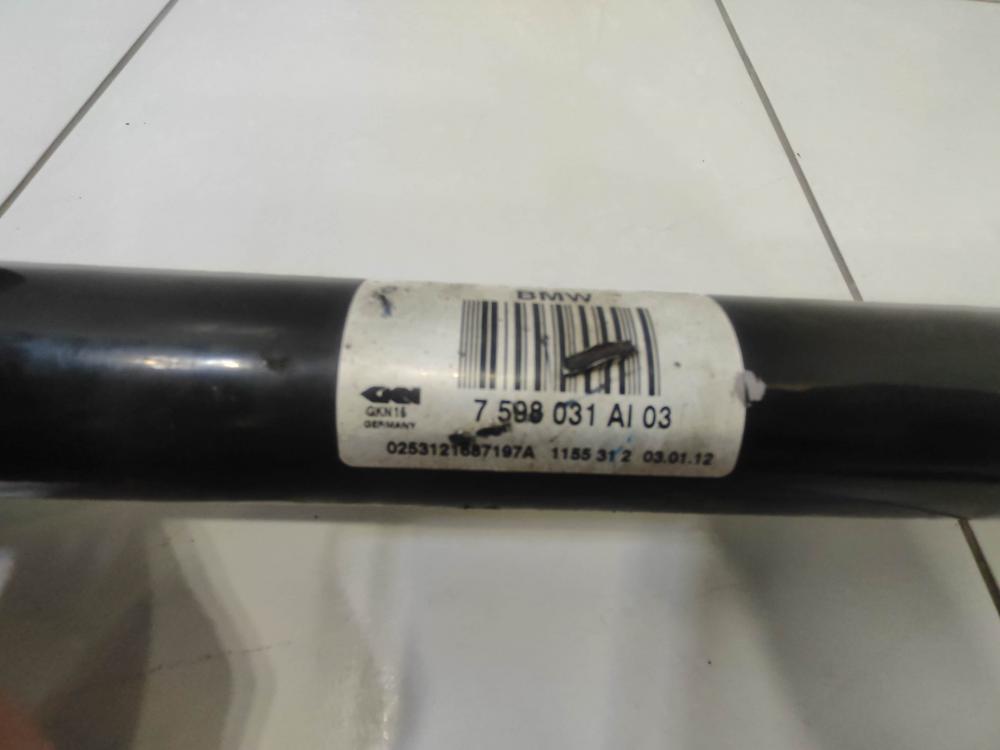 BMW
GKN
GKN16
GERMANY
7 598 031 AI 03
0253121687197A 1155 31 2 03.01.12